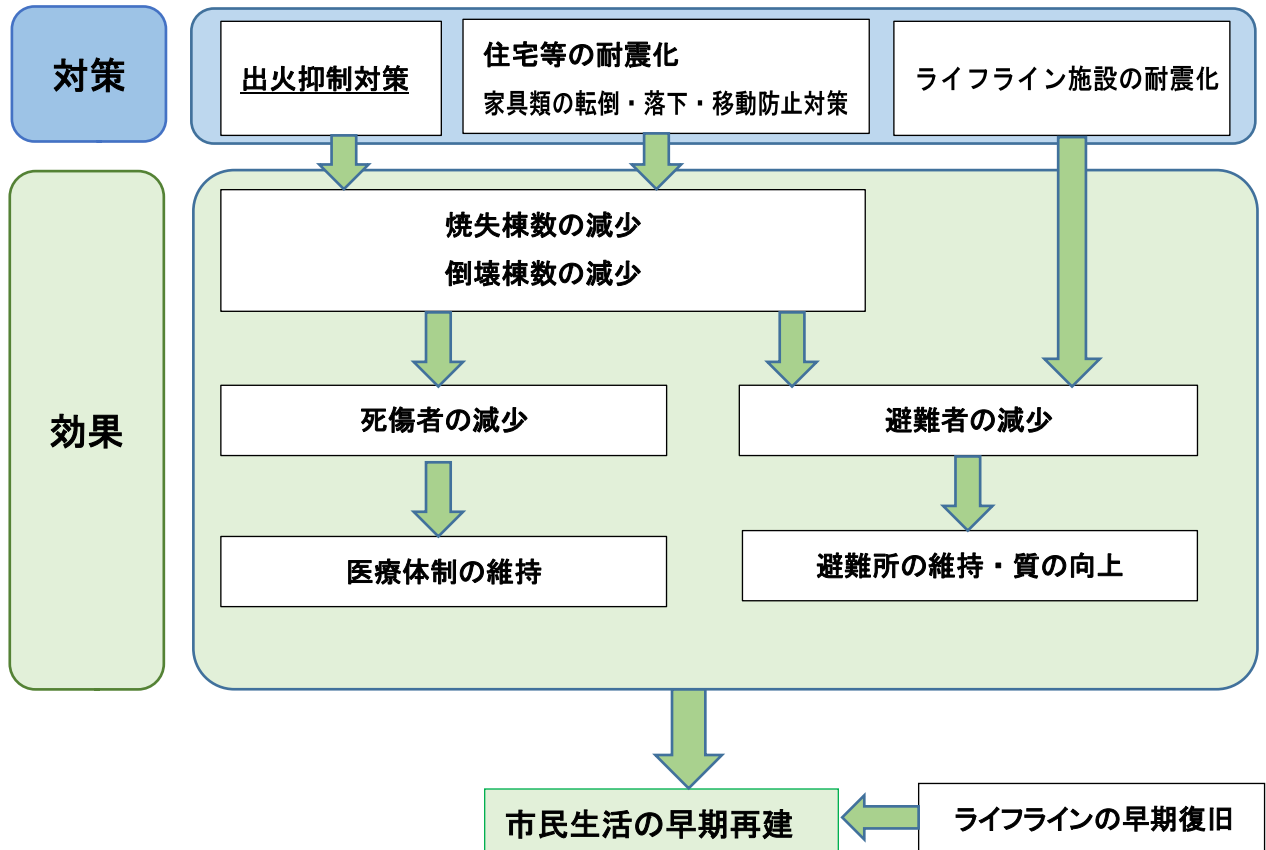 対策
出火抑制対策
住宅等の耐震化
家具類の転倒・落下・移動防止対策
ライフライン施設の耐震化
効果
焼失棟数の減少
倒壊棟数の減少
死傷者の減少
避難者の減少
医療体制の維持
避難所の維持・質の向上
市民生活の早期再建
ライフラインの早期復旧